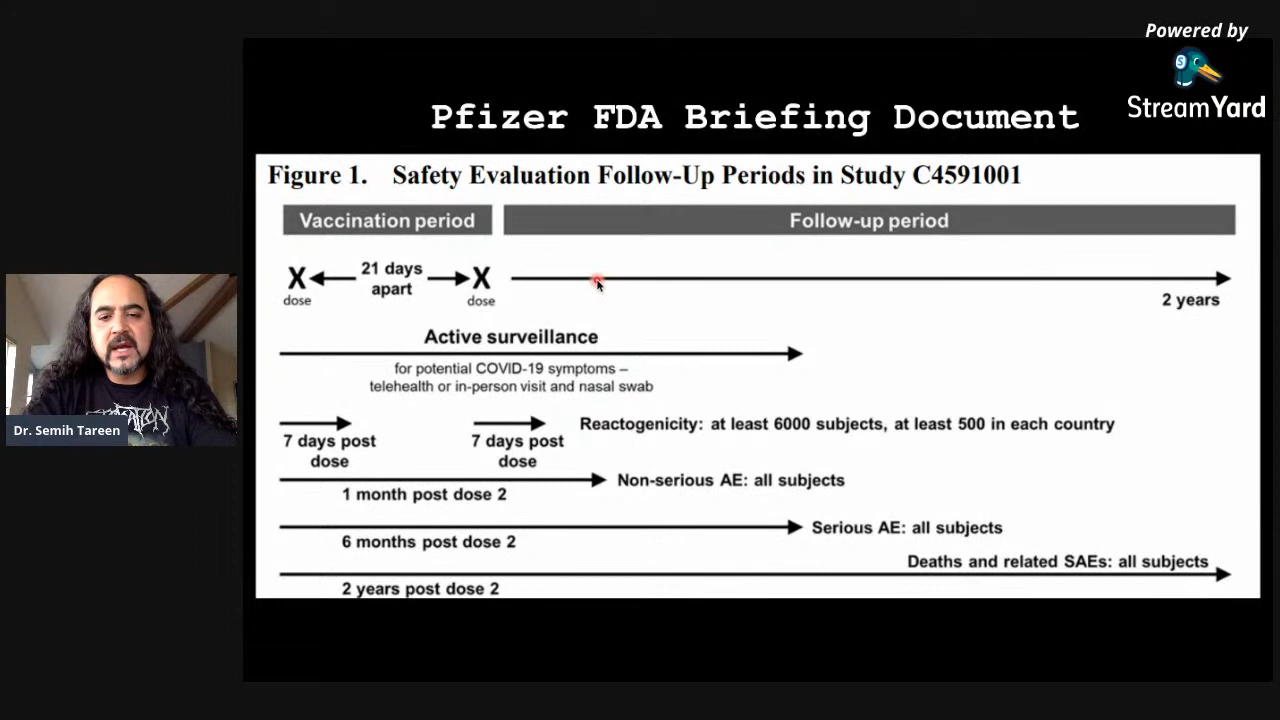 Powered by
StreamYard
Pfizer FDA Briefing Document
Figure 1. Safety Evaluation Follow-Up Periods in Study C4591001
Vaccination period
Follow-up period
X
21 days
apart
X
dose
dose
2 years
Active surveillance
for potential COVID-19 symptoms –
telehealth or in-person visit and nasal swab
7 days post
dose
7 days post
dose
Reactogenicity: at least 6000 subjects, at least 500 in each country
1 month post dose 2
Non-serious AE: all subjects
6 months post dose 2
Serious AE: all subjects
2 years post dose 2
Deaths and related SAEs: all subjects
Dr. Semih Tareen